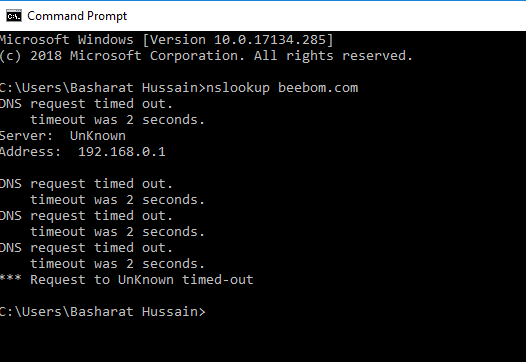 Command Prompt
Microsoft Windows [Version 10.0.17134.285]
(c) 2018 Microsoft Corporation. All rights reserved.
C:\Users\Basharat Hussain>nslookup beebom.com
DNS request timed out.
timeout was 2 seconds.
Server: UnKnown
Address: 192.168.0.1
DNS request timed out.
timeout was 2 seconds.
DNS request timed out.
timeout was 2 seconds.
DNS request timed out.
timeout was 2 seconds.
*** Request to UnKnown timed-out
C:\Users\Basharat Hussain>